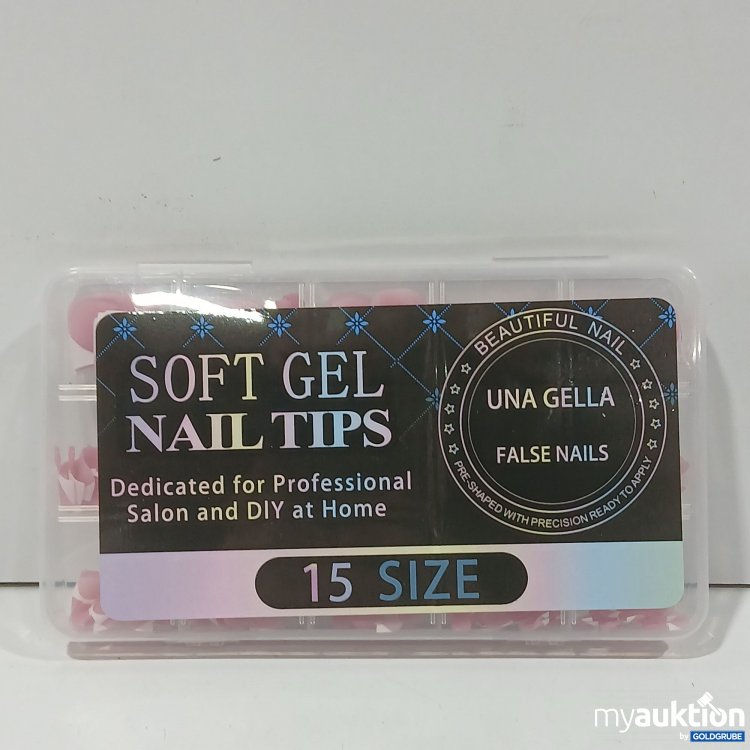 SOFT GEL
NAIL TIPS
Dedicated for Professional
Salon and DIY at Home
BEAUTIFUL NAIL
UNA GELLA
FALSE NAILS
PRE-SHAPED WITH PRECISION READY TO APPLY
15 SIZE
myauktion
by GOLDGRUBE